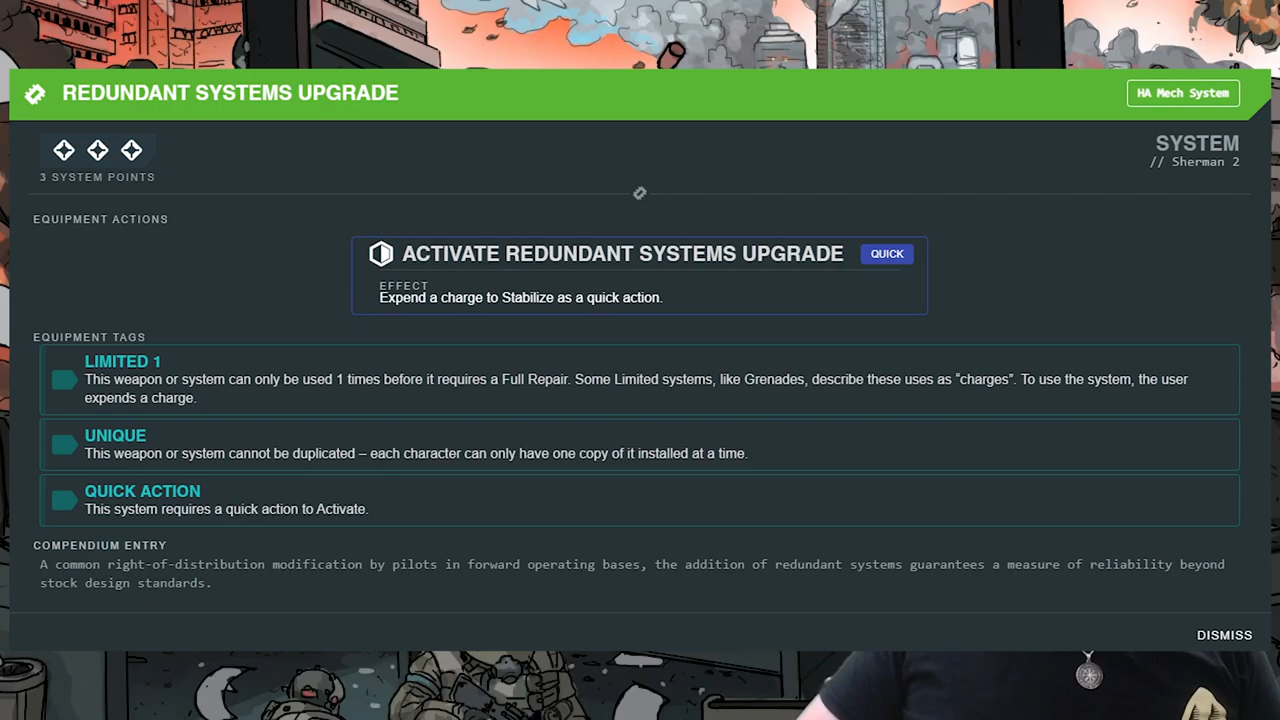 REDUNDANT SYSTEMS UPGRADE
HA Mech System
3 SYSTEM POINTS
SYSTEM
// Sherman 2
EQUIPMENT ACTIONS
ACTIVATE REDUNDANT SYSTEMS UPGRADE QUICK
EFFECT
Expend a charge to Stabilize as a quick action.
EQUIPMENT TAGS
LIMITED 1
This weapon or system can only be used 1 times before it requires a Full Repair. Some Limited systems, like Grenades, describe these uses as “charges”. To use the system, the user
expends a charge.
UNIQUE
This weapon or system cannot be duplicated – each character can only have one copy of it installed at a time.
QUICK ACTION
This system requires a quick action to Activate.
COMPENDIUM ENTRY
A common right-of-distribution modification by pilots in forward operating bases, the addition of redundant systems guarantees a measure of reliability beyond
stock design standards.
DISMISS